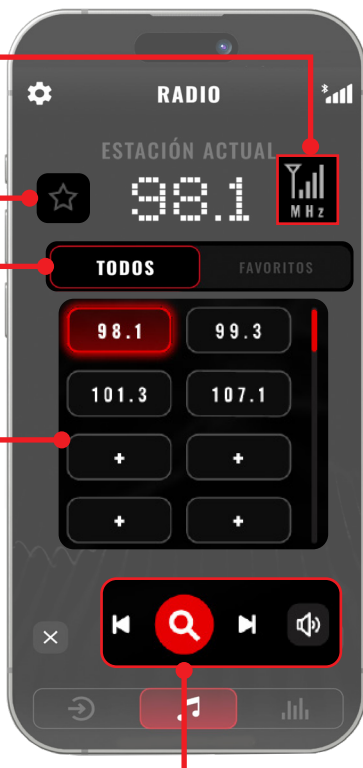 RADIO
ESTACIÓN ACTUAL
98.1
MHz
TODOS FAVORITOS
98.1 99.3
101.3 107.1
+ +
+ +